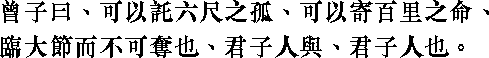 曾子曰、可以託六尺之孤、可以寄百里之命、
臨大節而不可奪也、君子人與、君子人也。